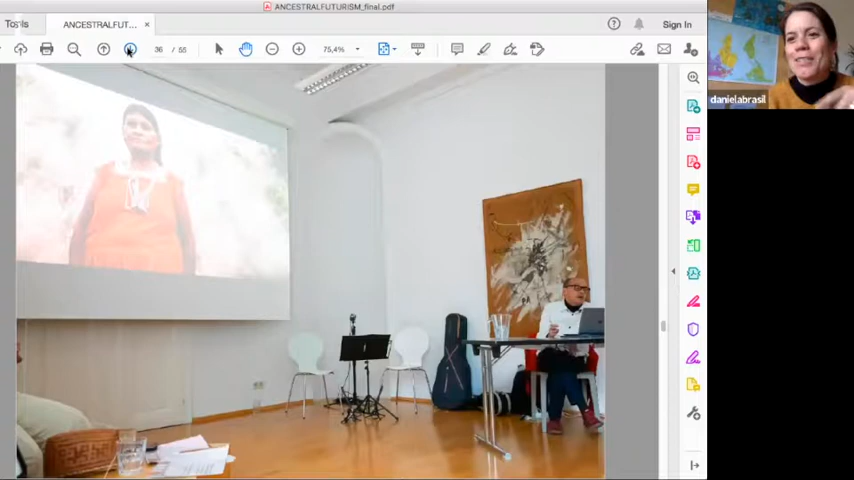 ANCESTRALFUTURISM_final.pdf
Tools
ANCESTRALFUT...
×
Sign In
36 / 55
75,4%
danielabrasil